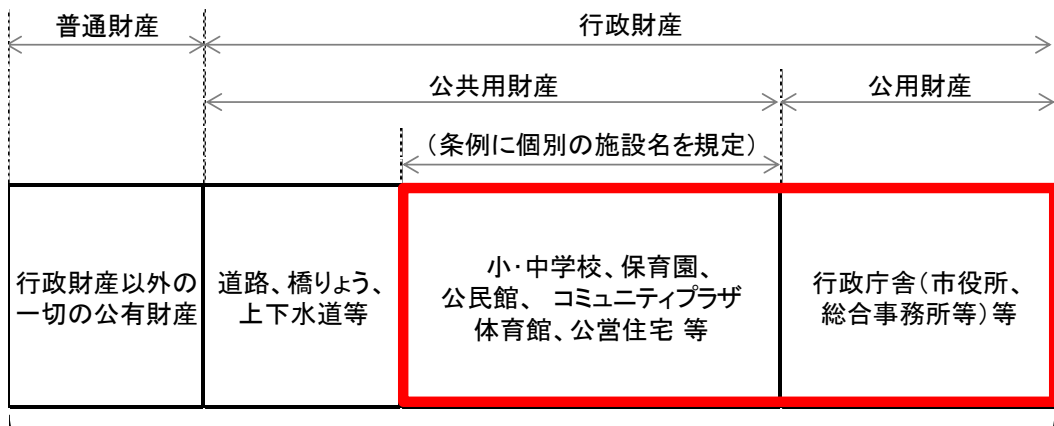 普通財産
行政財産
公共用財産
公用財産
（条例に個別の施設名を規定）
行政財産以外の
一切の公有財産
道路、橋りょう、
上下水道等
小・中学校、保育園、
公民館、 コミュニティプラザ
体育館、公営住宅 等
行政庁舎（市役所、
総合事務所等）等